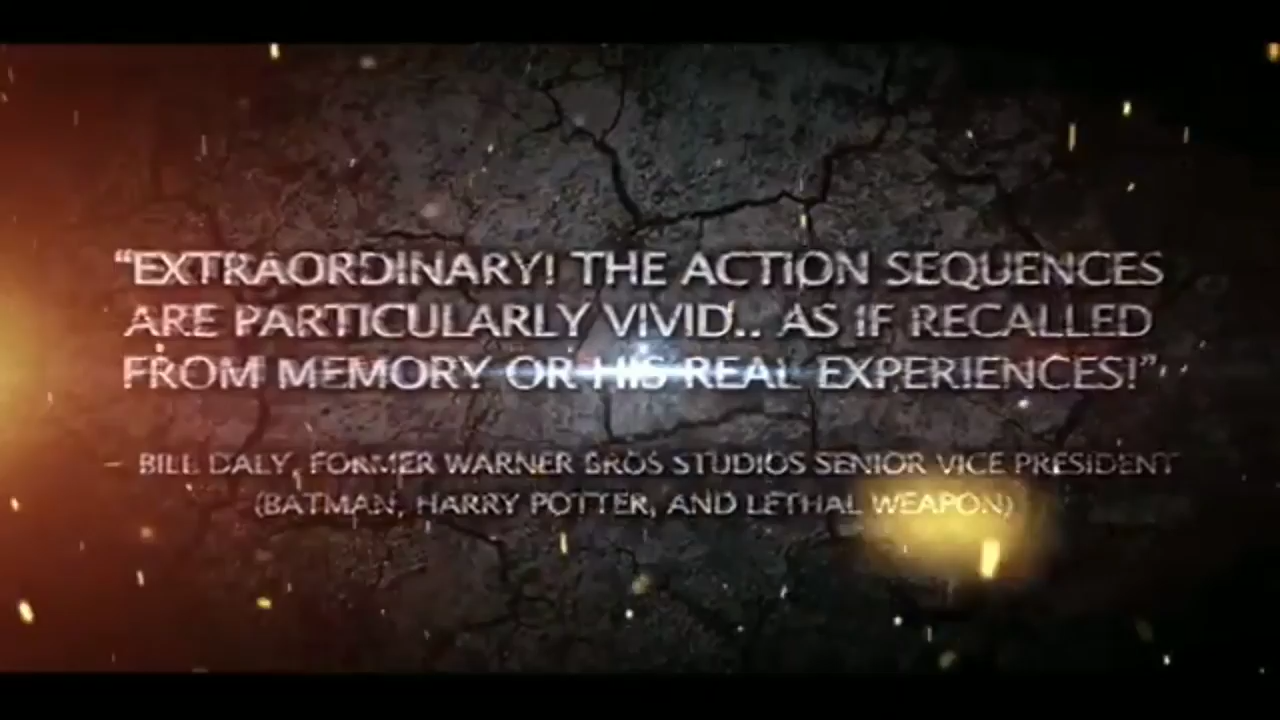 “EXTRAORDINARY! THE ACTION SEQUENCES
ARE PARTICULARLY VIVID.. AS IF RECALLED
FROM MEMORY OR HIS REAL EXPERIENCES!”
– BILL DALY, FORMER WARNER BROS STUDIOS SENIOR VICE PRESIDENT
(BATMAN, HARRY POTTER, AND LETHAL WEAPON)